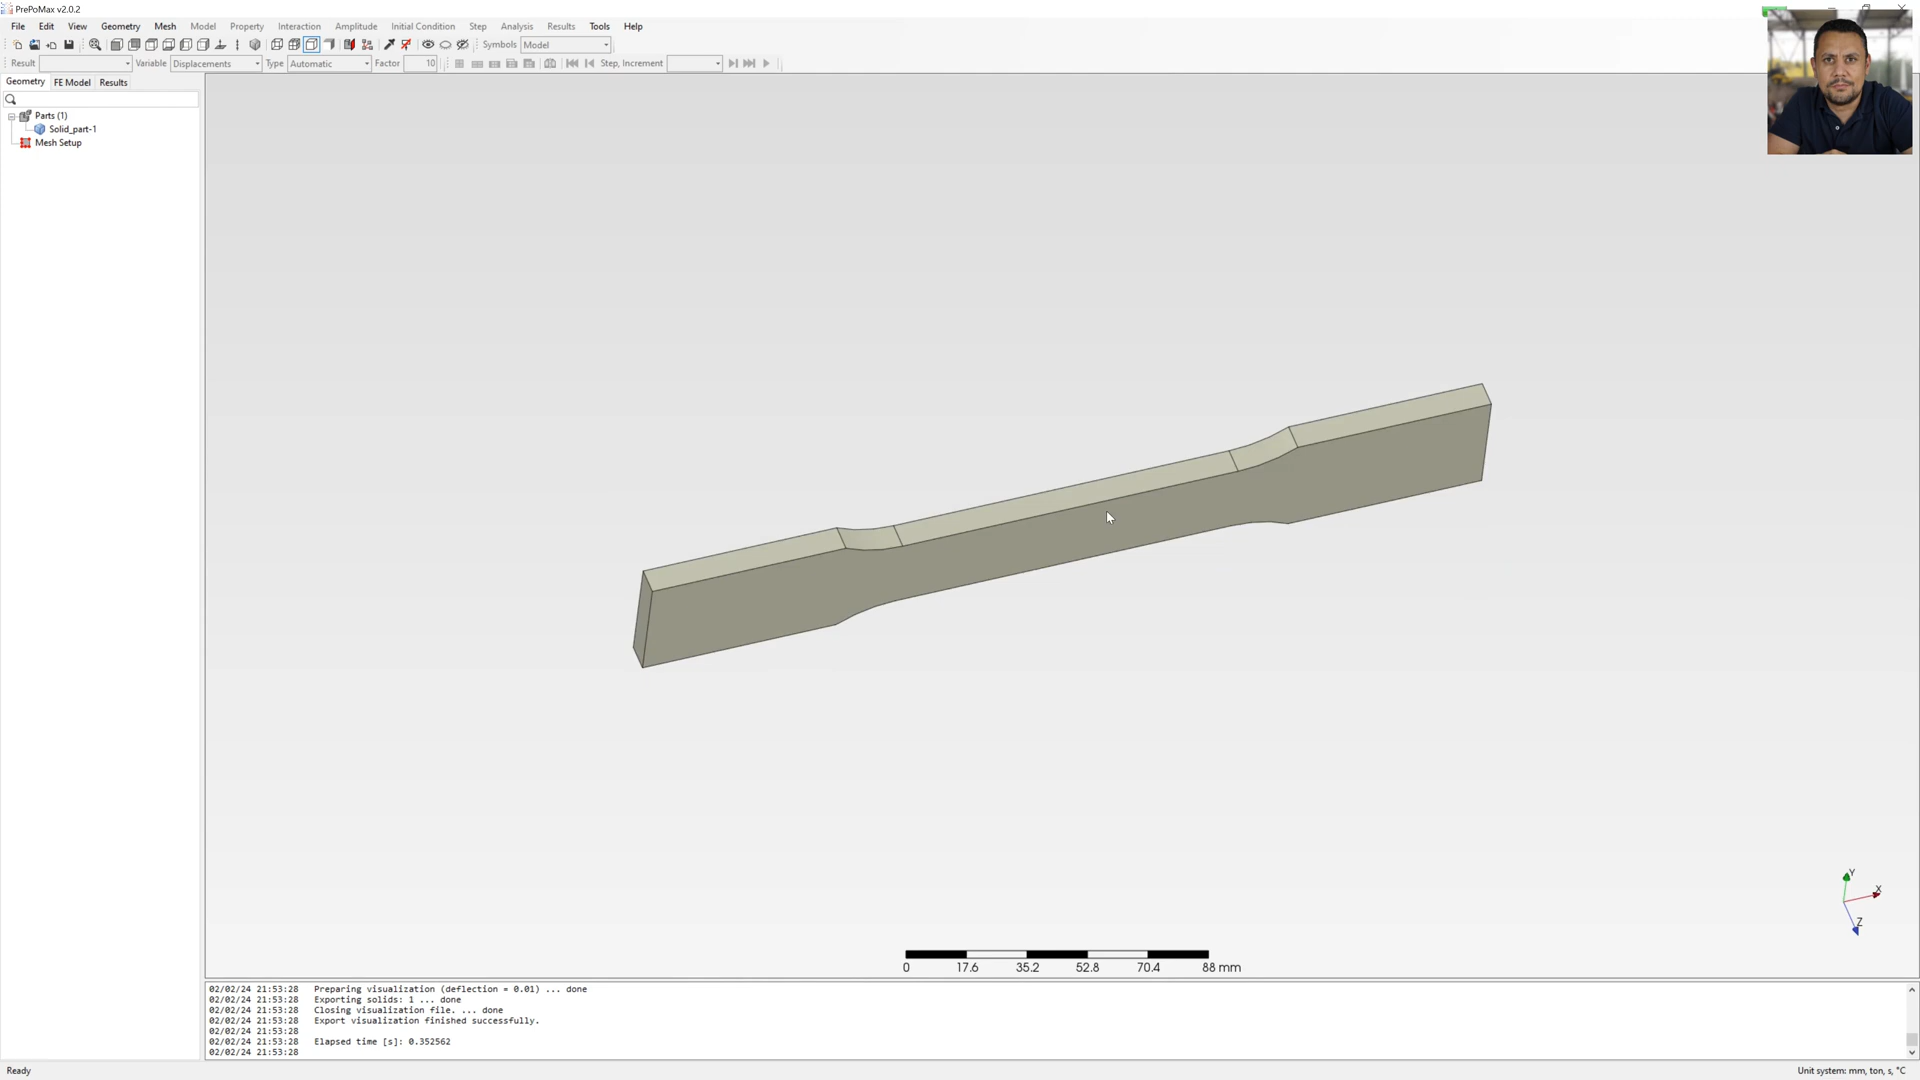 PrePoMax v2.0.2
File Edit View Geometry Mesh Model Property Interaction Amplitude Initial Condition Step Analysis Results Tools Help
Symbols Model
Result Variable Displacements Type Automatic Factor 10 Step, Increment
Geometry FE Model Results
Parts (1)
Solid_part-1
Mesh Setup
Y
X
Z
0 17.6 35.2 52.8 70.4 88 mm
02/02/24 21:53:28 Preparing visualization (deflection = 0.01) ... done
02/02/24 21:53:28 Exporting solids: 1 ... done
02/02/24 21:53:28 Closing visualization file. ... done
02/02/24 21:53:28 Export visualization finished successfully.
02/02/24 21:53:28
02/02/24 21:53:28 Elapsed time [s]: 0.352562
02/02/24 21:53:28
Ready Unit system: mm, ton, s, °C